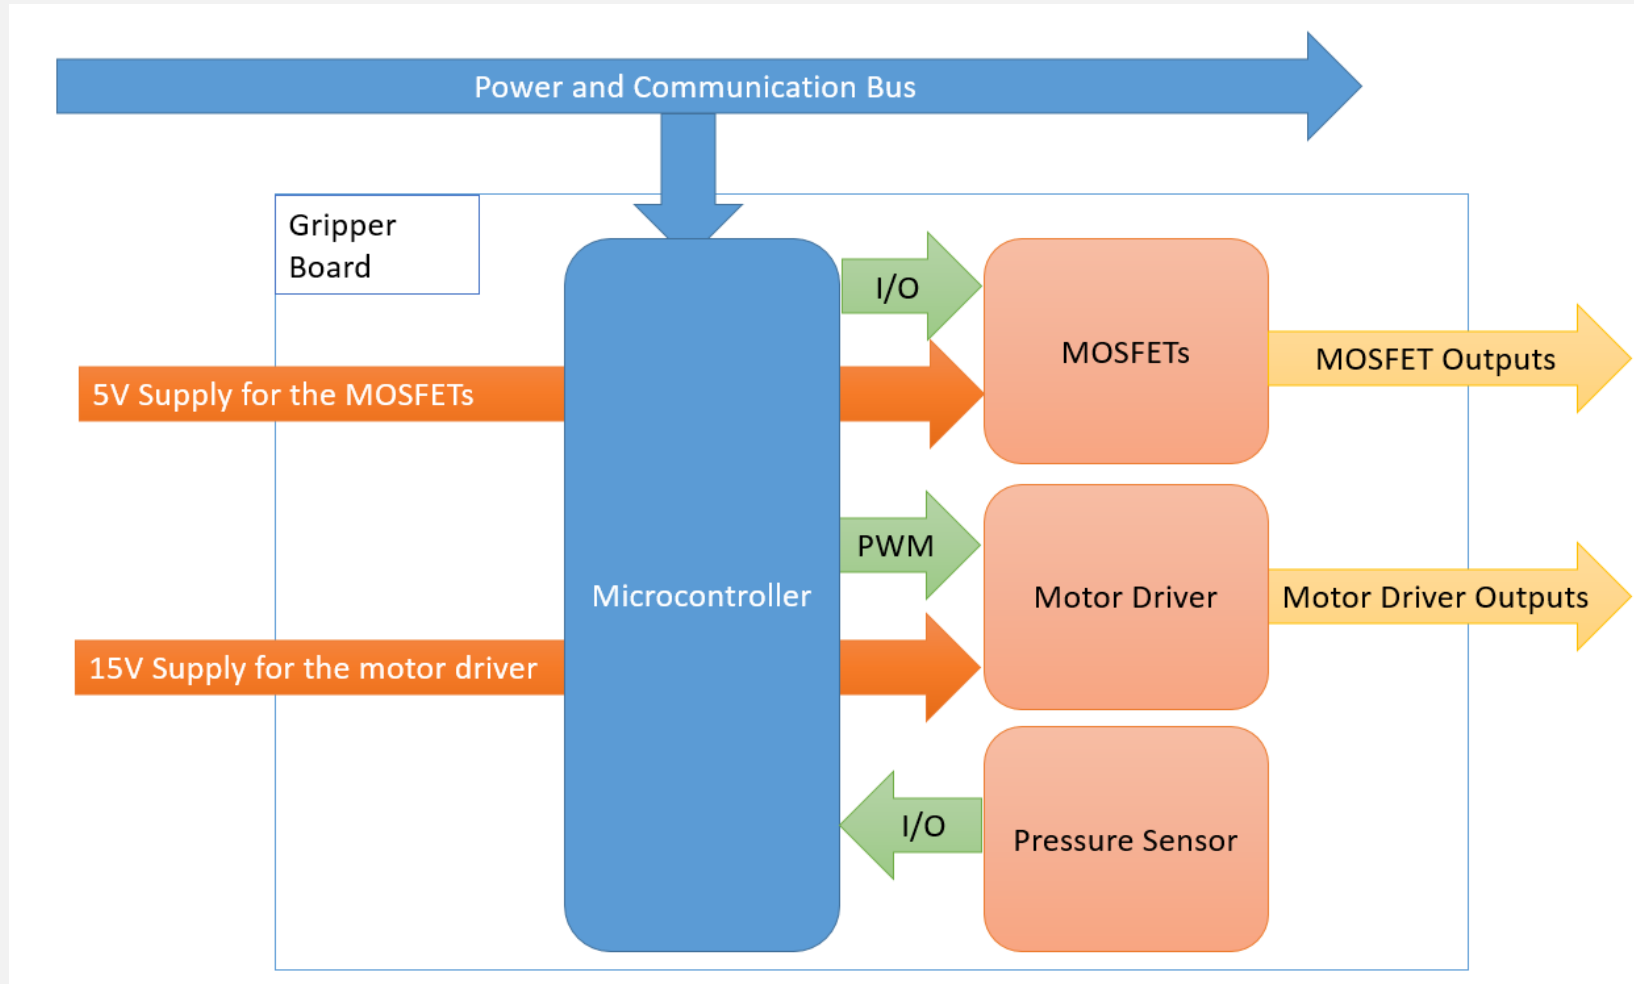 Power and Communication Bus
Gripper
Board
I/O
MOSFETs
MOSFET Outputs
5V Supply for the MOSFETs
PWM
Motor Driver
Motor Driver Outputs
Microcontroller
15V Supply for the motor driver
I/O
Pressure Sensor